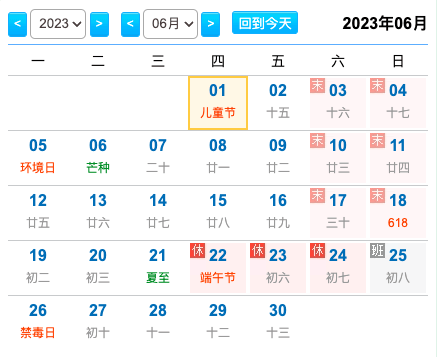 < 2023 > < 06月 > 回到今天 2023年06月
一 二 三 四 五 六 日
01 02 末 03 末 04
儿童节 十五 十六 十七
05 06 07 08 09 末 10 末 11
环境日 芒种 二十 廿一 廿二 廿三 廿四
12 13 14 15 16 末 17 末 18
廿五 廿六 廿七 廿八 廿九 三十 618
19 20 21 休 22 休 23 休 24 班 25
初二 初三 夏至 端午节 初六 初七 初八
26 27 28 29 30
禁毒日 初十 十一 十二 十三